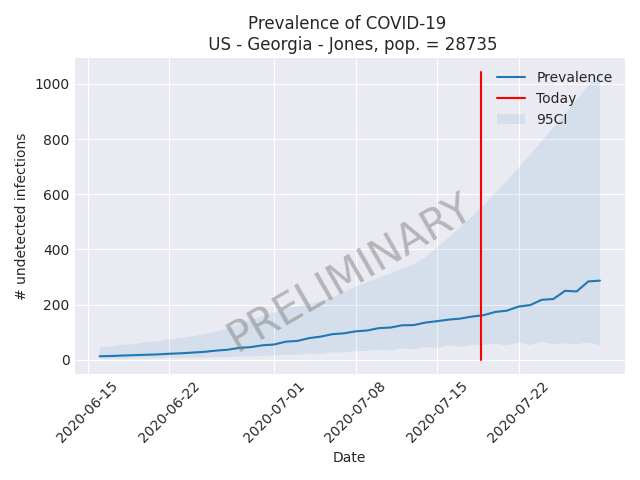 Prevalence of COVID-19
US - Georgia - Jones, pop. = 28735
Prevalence
Today
95CI
1000
800
600
400
200
0
# undetected infections
PRELIMINARY
2020-06-15
2020-06-22
2020-07-01
2020-07-08
2020-07-15
2020-07-22
Date